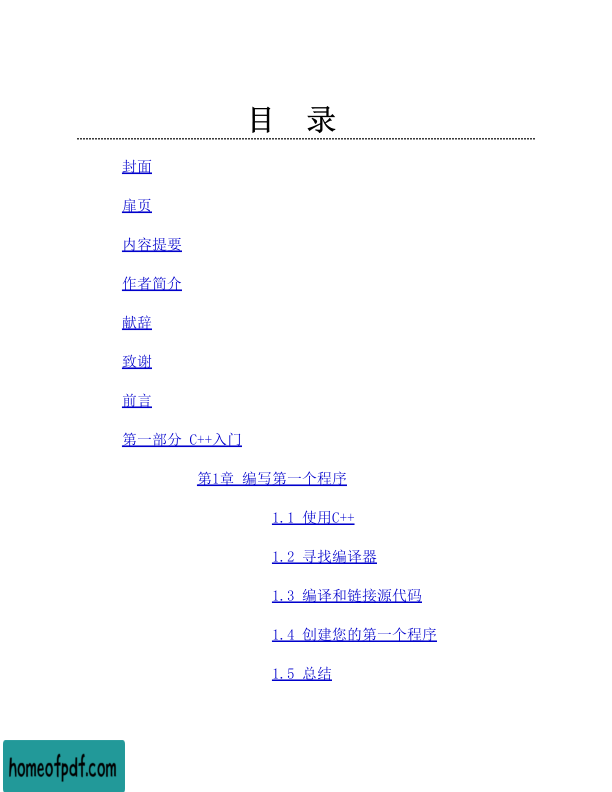 目 录
封面
扉页
内容提要
作者简介
献辞
致谢
前言
第一部分 C++入门
第1章 编写第一个程序
1.1 使用C++
1.2 寻找编译器
1.3 编译和链接源代码
1.4 创建您的第一个程序
1.5 总结
homeofpdf.com